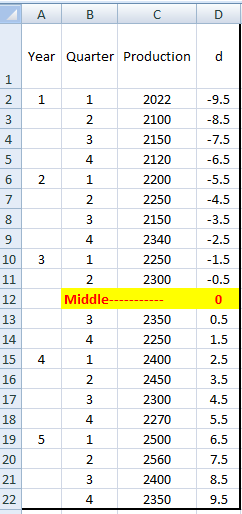 A B C D
1 Year Quarter Production d
2 1 1 2022 -9.5
3 2 2100 -8.5
4 3 2150 -7.5
5 4 2120 -6.5
6 2 1 2200 -5.5
7 2 2250 -4.5
8 3 2150 -3.5
9 4 2340 -2.5
10 3 1 2250 -1.5
11 2 2300 -0.5
12 Middle----------- 0
13 3 2350 0.5
14 4 2250 1.5
15 4 1 2400 2.5
16 2 2450 3.5
17 3 2300 4.5
18 4 2270 5.5
19 5 1 2500 6.5
20 2 2560 7.5
21 3 2400 8.5
22 4 2350 9.5